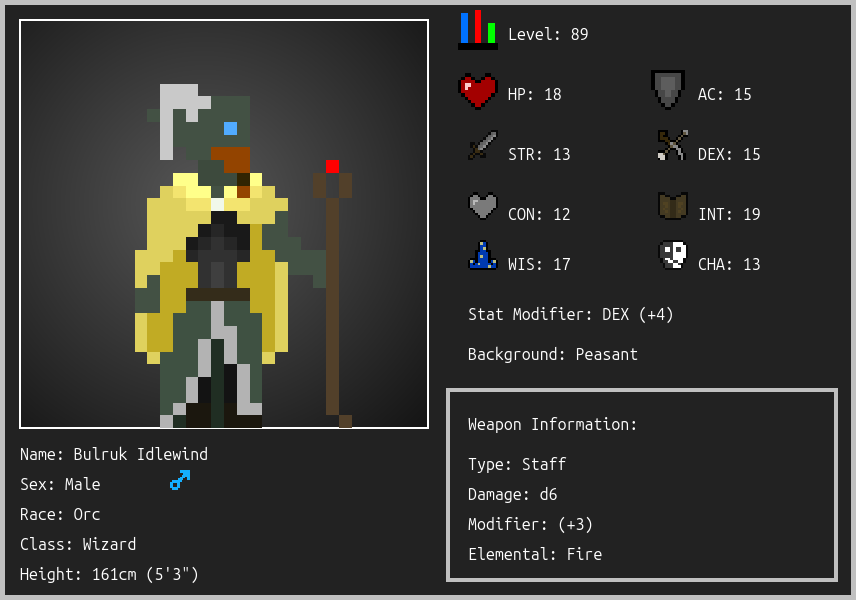 Level: 89
HP: 18
AC: 15
STR: 13
DEX: 15
CON: 12
INT: 19
WIS: 17
CHA: 13
Stat Modifier: DEX (+4)
Background: Peasant
Weapon Information:
Type: Staff
Damage: d6
Modifier: (+3)
Elemental: Fire
Name: Bulruk Idlewind
Sex: Male
Race: Orc
Class: Wizard
Height: 161cm (5'3")